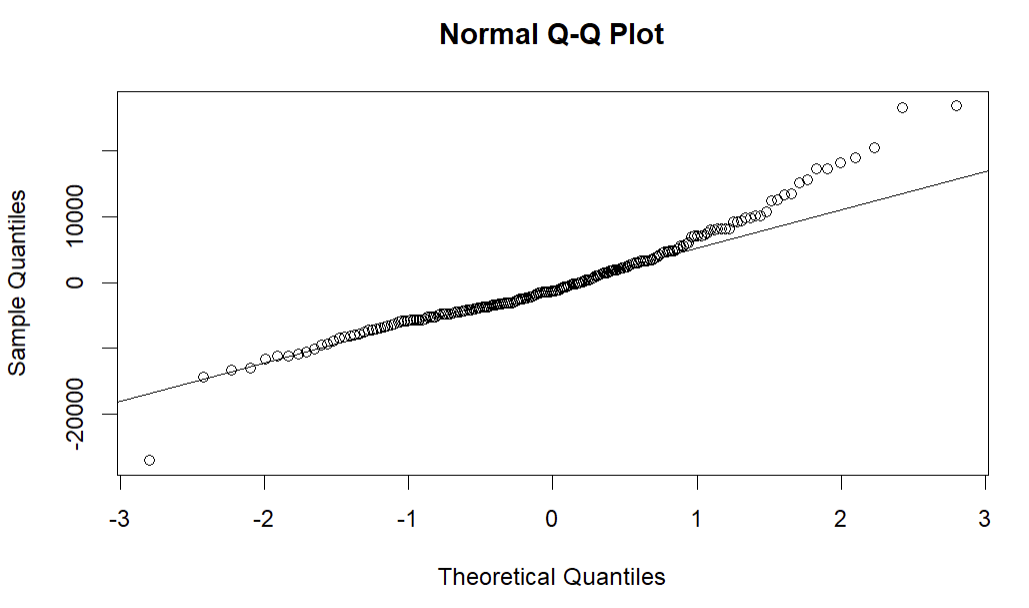 Normal Q-Q Plot
Sample Quantiles
10000
0
-20000
-3 -2 -1 0 1 2 3
Theoretical Quantiles